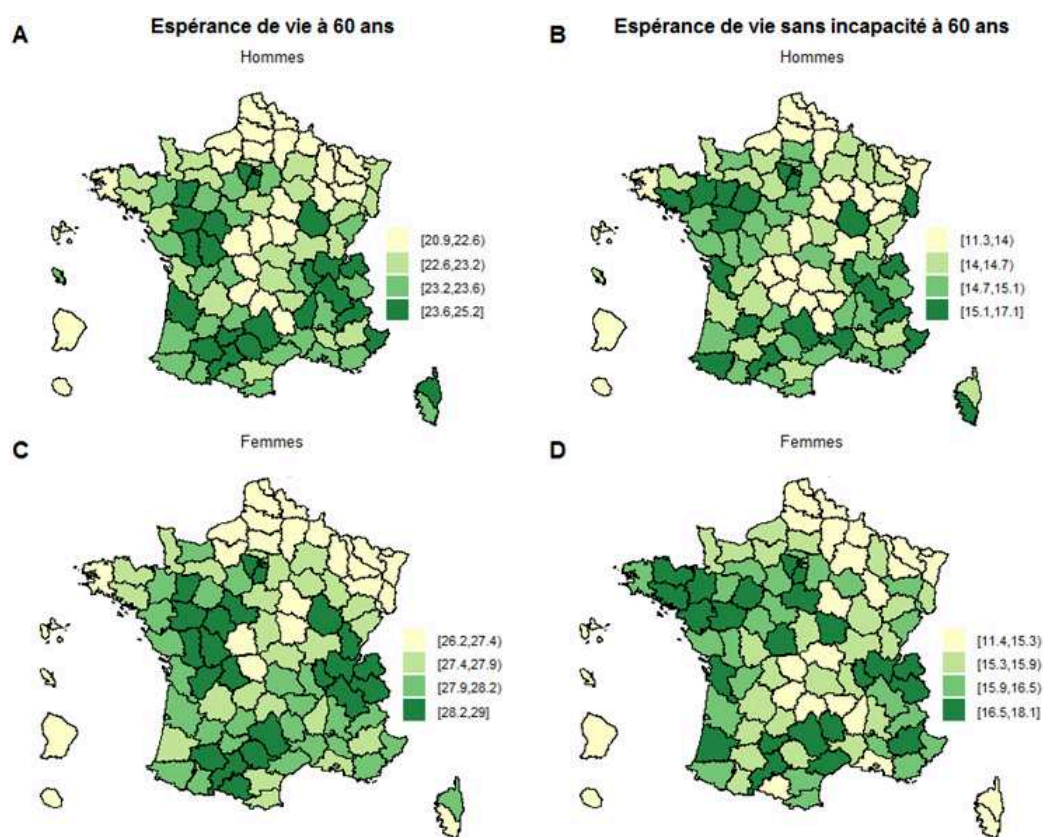 A
Espérance de vie à 60 ans
Hommes
[20.9,22.6)
[22.6,23.2)
[23.2,23.6)
[23.6,25.2]
B
Espérance de vie sans incapacité à 60 ans
Hommes
[11.3,14)
[14,14.7)
[14.7,15.1)
[15.1,17.1]
C
Femmes
[26.2,27.4)
[27.4,27.9)
[27.9,28.2)
[28.2,29]
D
Femmes
[11.4,15.3)
[15.3,15.9)
[15.9,16.5)
[16.5,18.1]